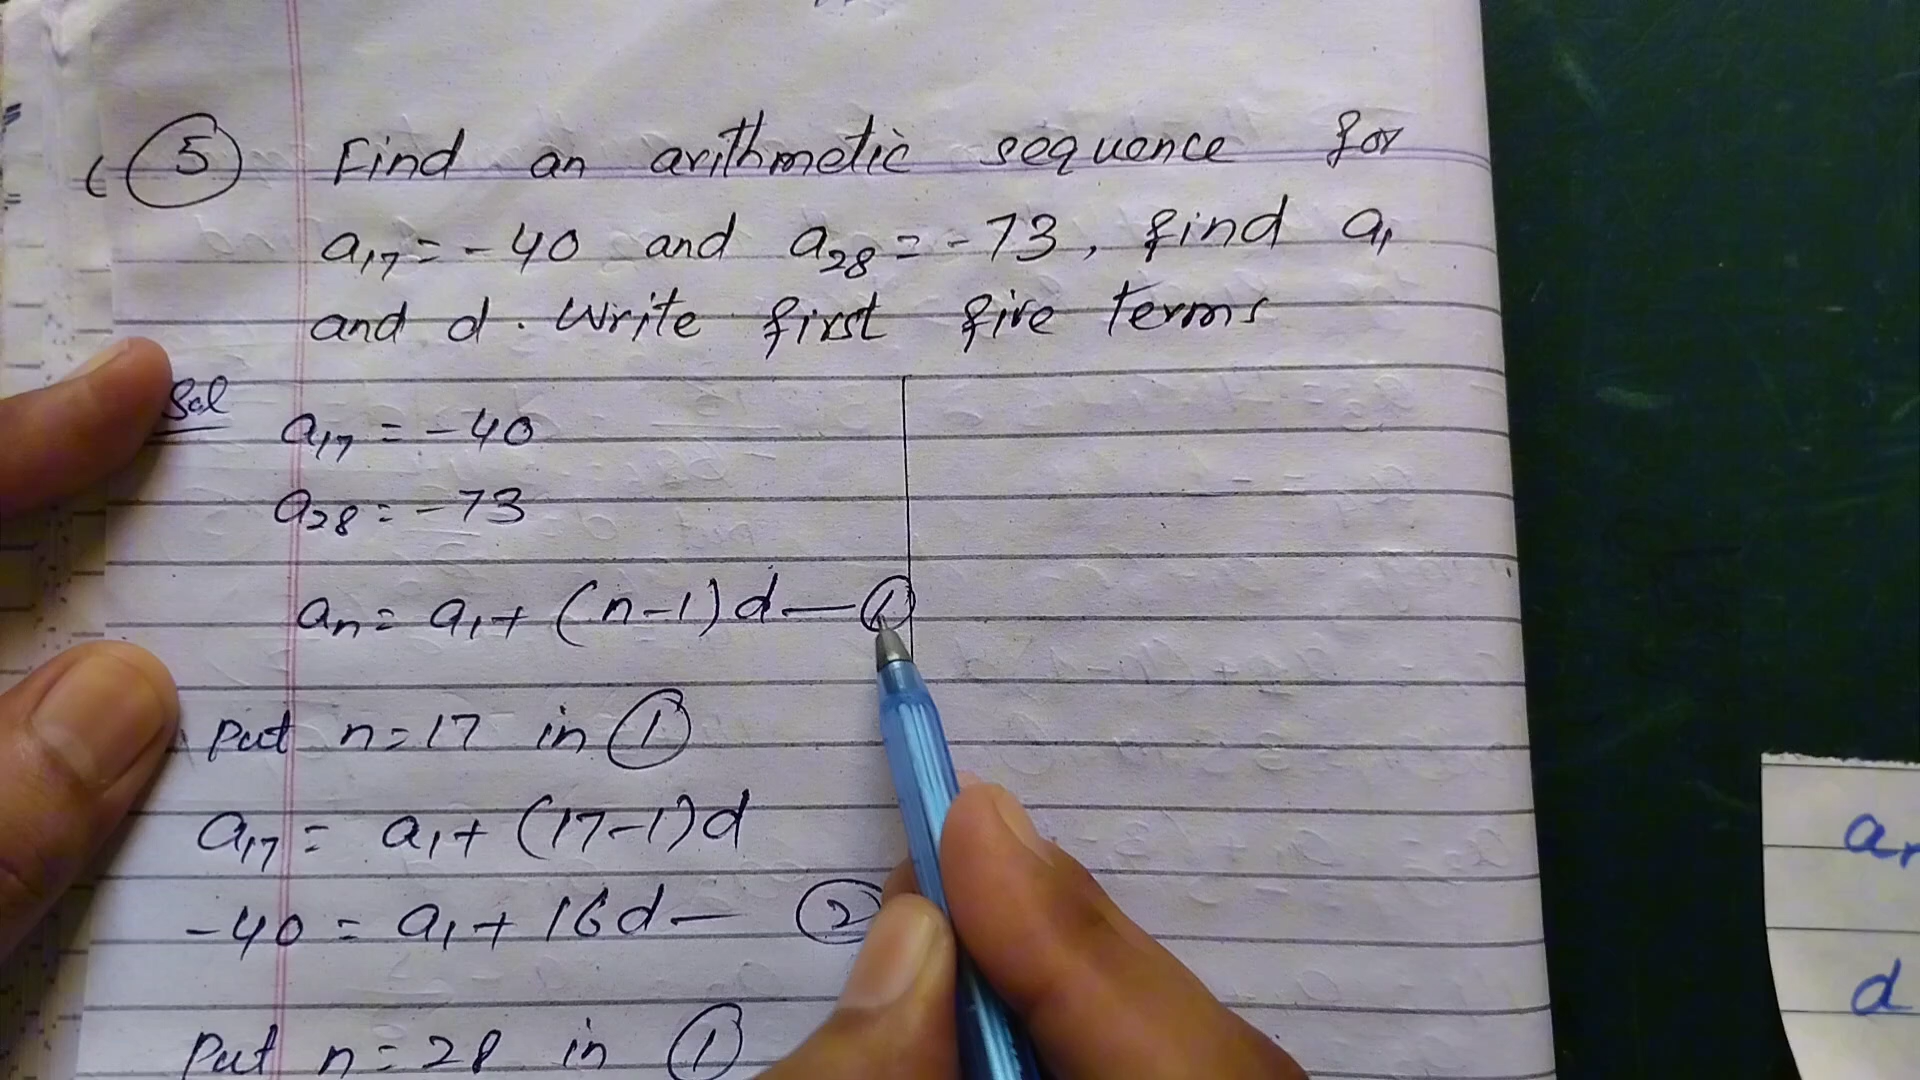 5 Find an arithmetic sequence for
a₁₇ = -40 and a₂₈ = -73, find a₁
and d. Write first five terms
Sol
a₁₇ = -40
a₂₈ = -73
aₙ = a₁ + (n-1)d — ①
Put n=17 in ①
a₁₇ = a₁ + (17-1)d
-40 = a₁ + 16d — ②
Put n=28 in ①
d